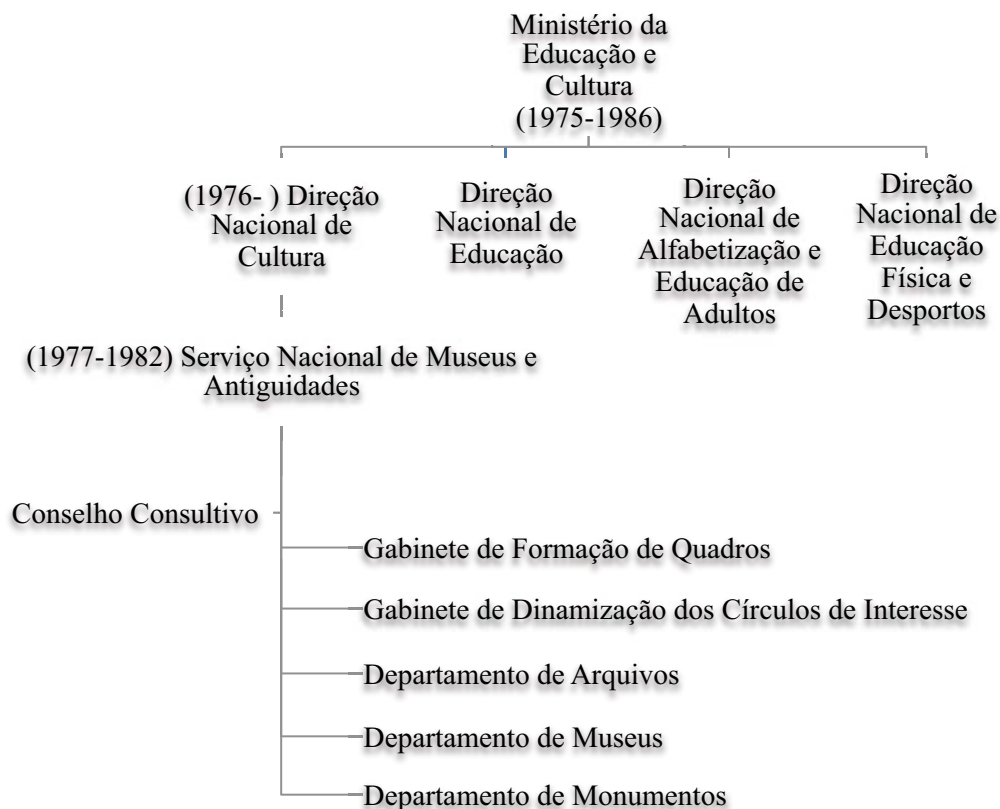 Ministério da
Educação e
Cultura
(1975-1986)
(1976- ) Direção
Nacional de
Cultura
Direção
Nacional de
Educação
Direção
Nacional de
Alfabetização e
Educação de
Adultos
Direção
Nacional de
Educação
Física e
Desportos
(1977-1982) Serviço Nacional de Museus e
Antiguidades
Conselho Consultivo
Gabinete de Formação de Quadros
Gabinete de Dinamização dos Círculos de Interesse
Departamento de Arquivos
Departamento de Museus
Departamento de Monumentos